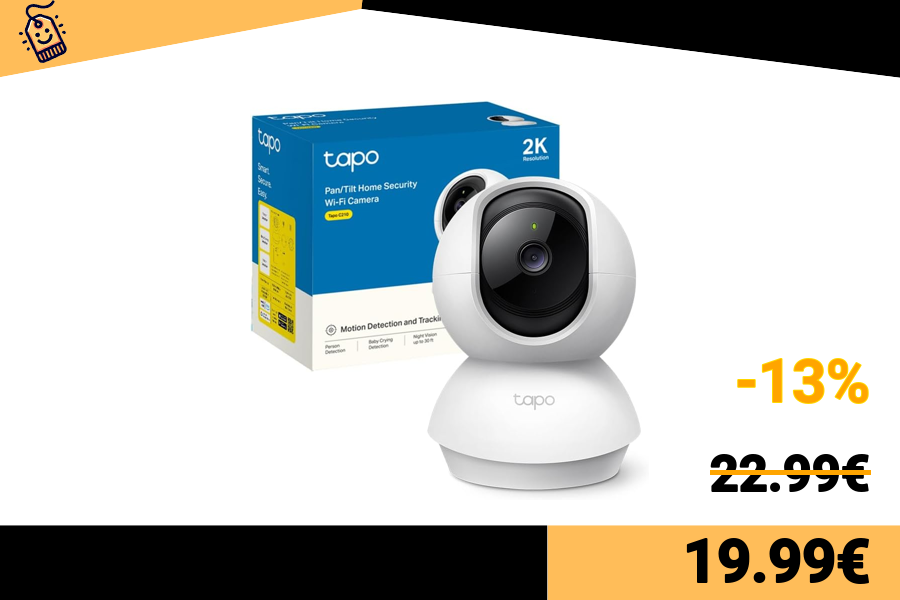 tapo
Pan/Tilt Home Security
Wi-Fi Camera
Tapo C210
2K
Resolution
tapo
Smart.
Secure.
Easy.
Motion Detection and
Person
Detection
Baby Crying
Detection
Night Vision
up to 30 ft
tapo
-13%
22.99€
19.99€